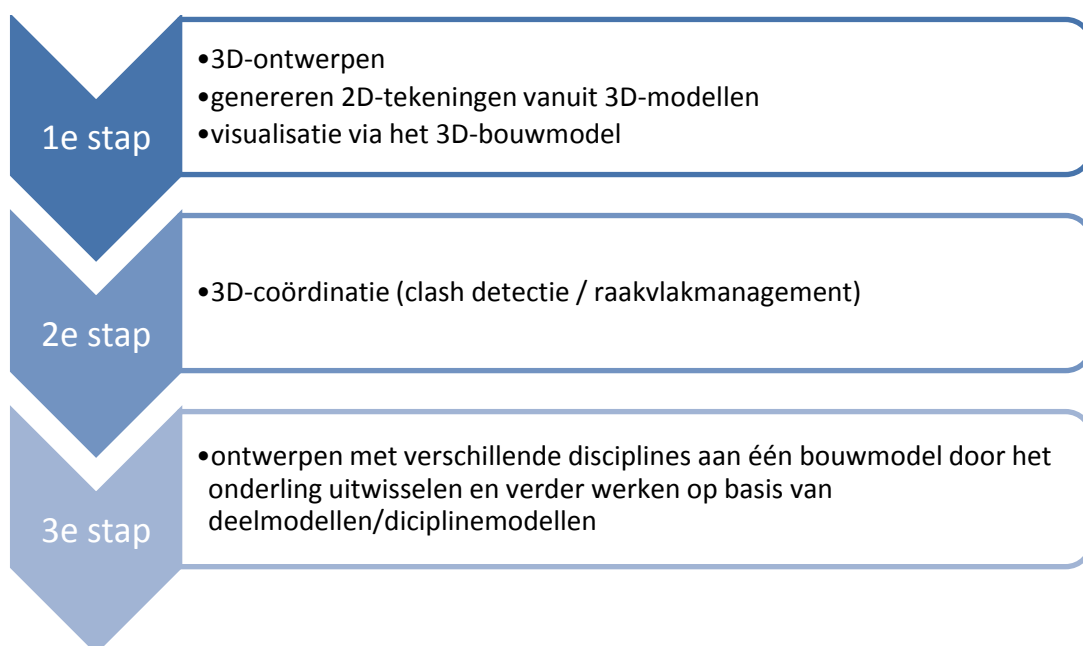 1e stap
•3D-ontwerpen
•genereren 2D-tekeningen vanuit 3D-modellen
•visualisatie via het 3D-bouwmodel
2e stap
•3D-coördinatie (clash detectie / raakvlakmanagement)
3e stap
•ontwerpen met verschillende disciplines aan één bouwmodel door het
onderling uitwisselen en verder werken op basis van
deelmodellen/diciplinemodellen